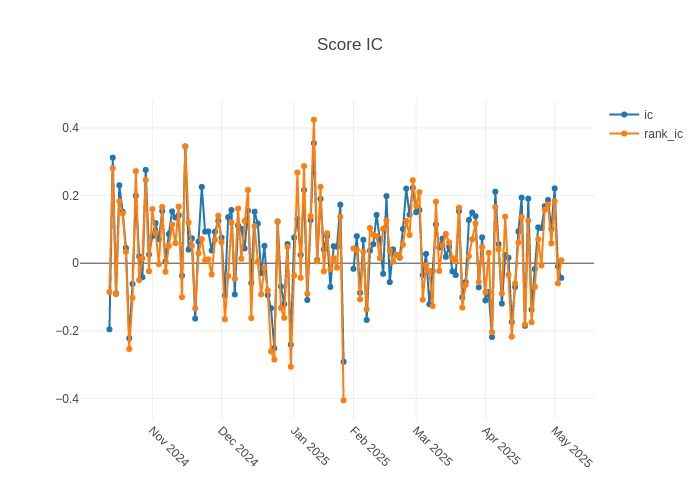 Score IC
ic
rank_ic
0.4
0.2
0
−0.2
−0.4
Nov 2024
Dec 2024
Jan 2025
Feb 2025
Mar 2025
Apr 2025
May 2025